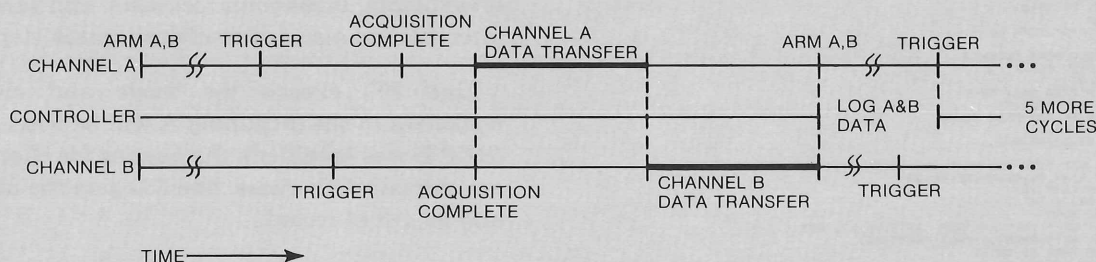 ARM A,B
TRIGGER
ACQUISITION
COMPLETE
CHANNEL A
DATA TRANSFER
ARM A,B
TRIGGER
CHANNEL A
CONTROLLER
LOG A&B
DATA
5 MORE
CYCLES
CHANNEL B
TRIGGER
ACQUISITION
COMPLETE
CHANNEL B
DATA TRANSFER
TRIGGER
TIME